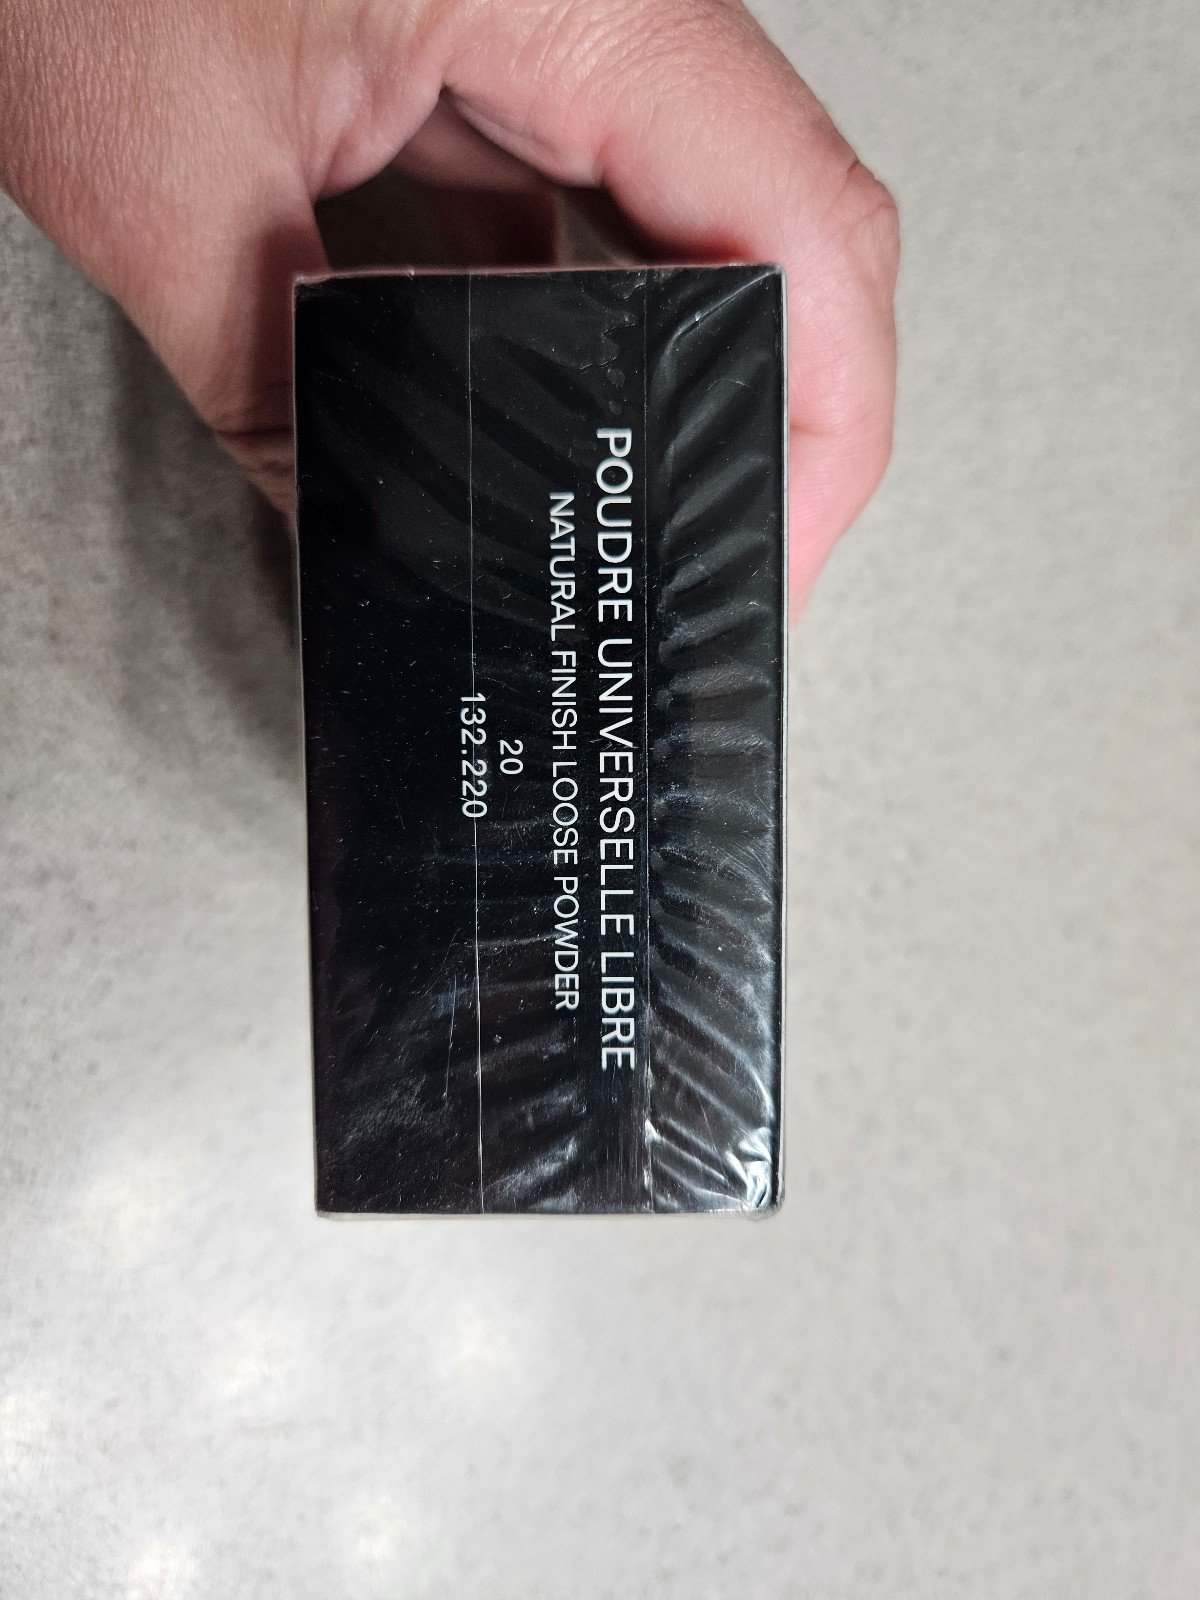 POUDRE UNIVERSELLE LIBRE
NATURAL FINISH LOOSE POWDER
20
132.220